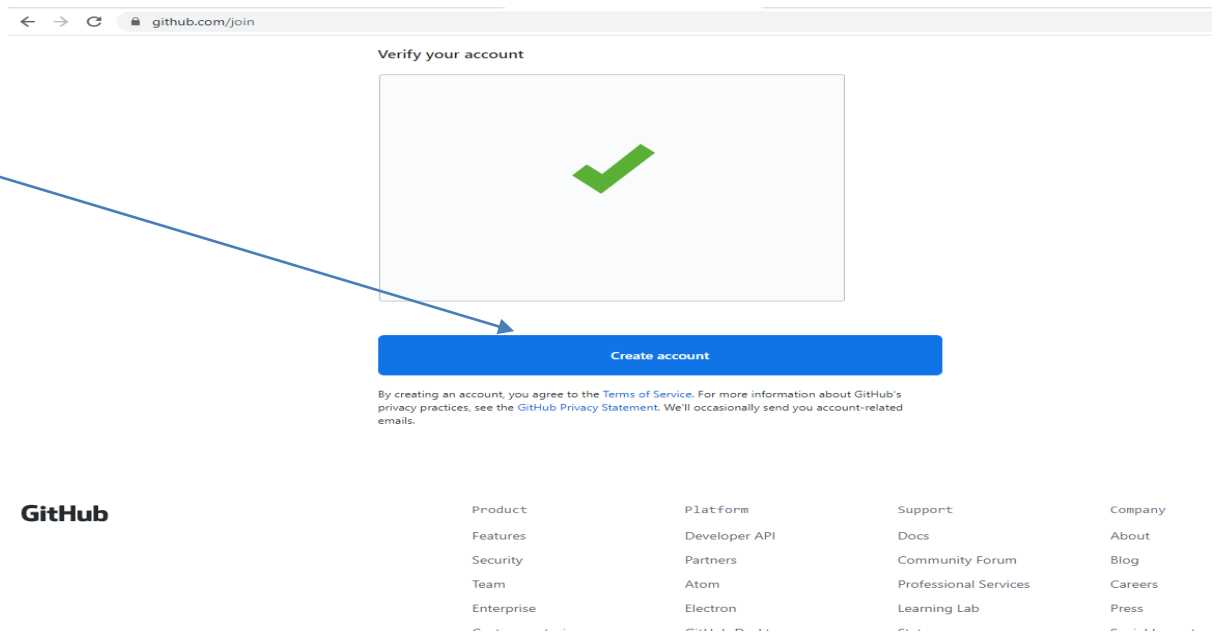 github.com/join
Verify your account
Create account
By creating an account, you agree to the Terms of Service. For more information about GitHub's
privacy practices, see the GitHub Privacy Statement. We'll occasionally send you account-related
emails.
GitHub
Product Platform Support Company
Features Developer API Docs About
Security Partners Community Forum Blog
Team Atom Professional Services Careers
Enterprise Electron Learning Lab Press